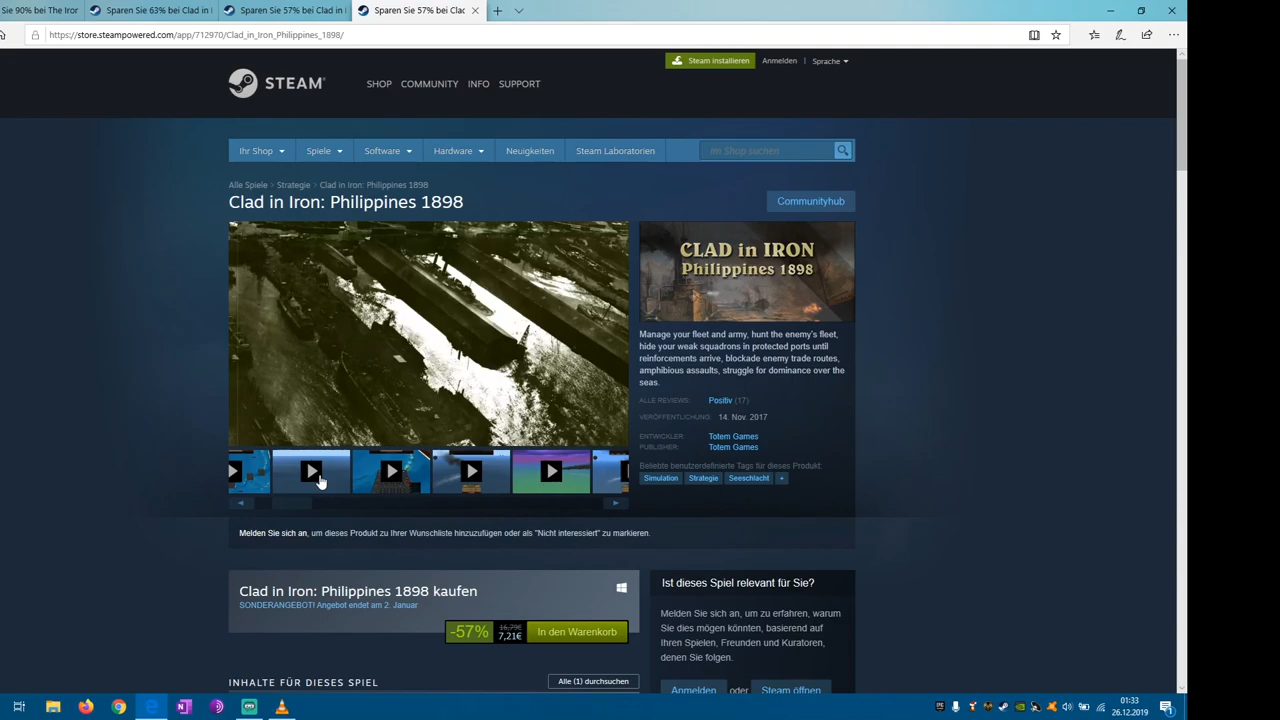 Sie 90% bei The Iror
Sparen Sie 63% bei Clad in I
Sparen Sie 57% bei Clad in I
Sparen Sie 57% bei Clad
https://store.steampowered.com/app/712970/Clad_in_Iron_Philippines_1898/
Steam installieren
Anmelden
Sprache
STEAM
SHOP COMMUNITY INFO SUPPORT
Ihr Shop Spiele Software Hardware Neuigkeiten Steam Laboratorien
Im Shop suchen
Alle Spiele > Strategie > Clad in Iron: Philippines 1898
Clad in Iron: Philippines 1898
Communityhub
CLAD in IRON
Philippines 1898
Manage your fleet and army, hunt the enemy's fleet,
hide your weak squadrons in protected ports until
reinforcements arrive, blockade enemy trade routes,
amphibious assaults, struggle for dominance over the
seas.
ALLE REVIEWS: Positiv (17)
VERÖFFENTLICHUNG: 14. Nov. 2017
ENTWICKLER: Totem Games
PUBLISHER: Totem Games
Beliebte benutzerdefinierte Tags für dieses Produkt:
Simulation Strategie Seeschlacht +
Melden Sie sich an, um dieses Produkt zu Ihrer Wunschliste hinzuzufügen oder als "Nicht interessiert" zu markieren.
Clad in Iron: Philippines 1898 kaufen
SONDERANGEBOT! Angebot endet am 2. Januar
-57%
16,79€
7,21€
In den Warenkorb
Ist dieses Spiel relevant für Sie?
Melden Sie sich an, um zu erfahren, warum
Sie dies mögen könnten, basierend auf
Ihren Spielen, Freunden und Kuratoren,
denen Sie folgen.
Anmelden oder Steam öffnen
INHALTE FÜR DIESES SPIEL
Alle (1) durchsuchen
01:33
26.12.2019